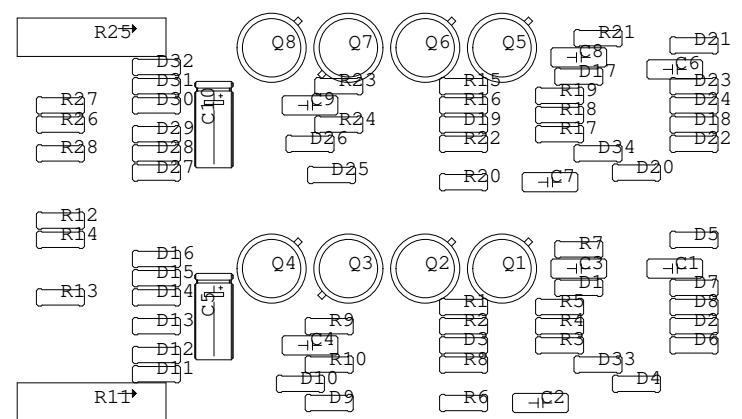 R25 Q8 Q7 Q6 Q5 R21 D21
D32 C8 C6
D31 R23 R15 D17 D23
R27 D30 C10 C9 R16 R19 D24
R26 R24 D19 R18 D18
D29 D26 R22 R17 D22
R28 D28 D34
D27 D25 R20 C7 D20
R12
R14 R7 D5
D16 Q4 Q3 Q2 Q1 C3 C1
D15 D1 D7
R13 D14 C5 R1 R5 D8
D13 R9 R2 R4 D2
C4 D3 R3 D6
D12 R10 R8 D33
D11 D10 D4
R11 D9 R6 C2